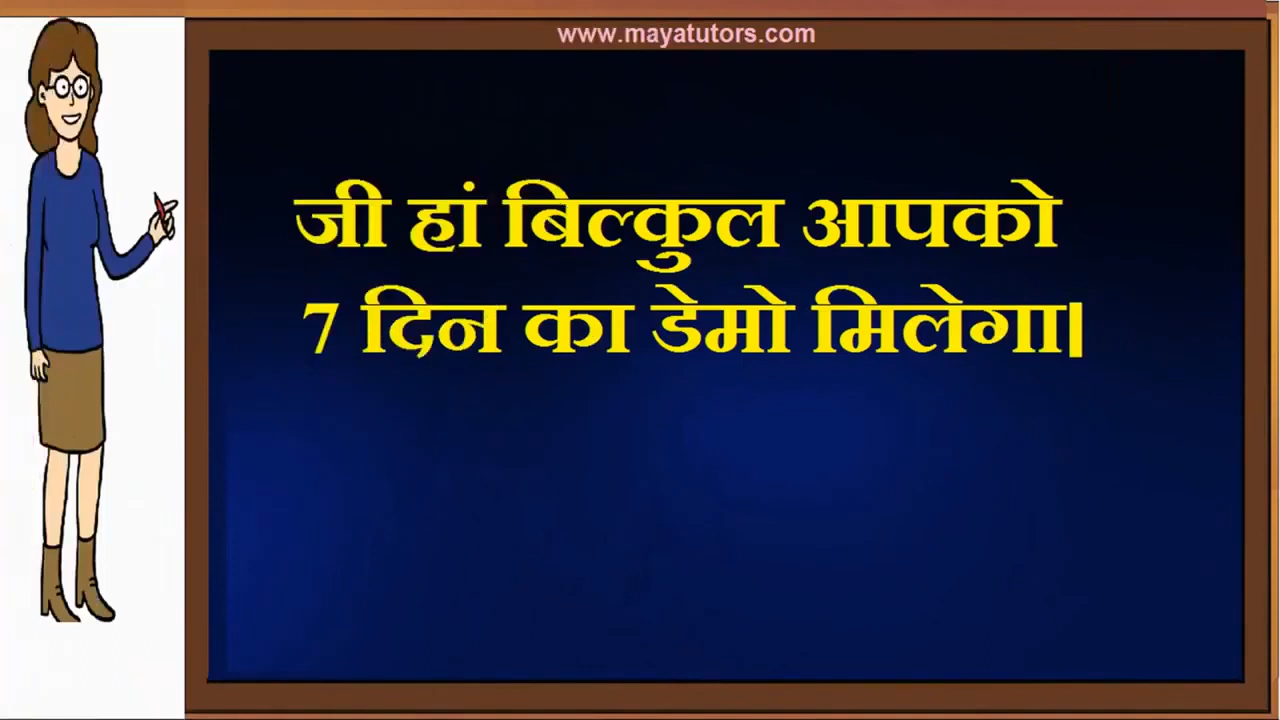 www.mayatutors.com
जी हां बिल्कुल आपको
7 दिन का डेमो मिलेगा।